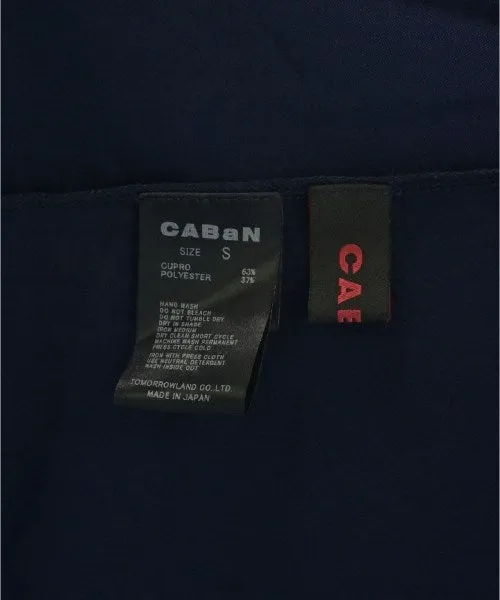 CABaN
SIZE S
CUPRO 63%
POLYESTER 37%
HAND WASH
DO NOT BLEACH
DO NOT TUMBLE DRY
DRY IN SHADE
IRON MEDIUM
DRY CLEAN SHORT CYCLE
MACHINE WASH PERMANENT
PRESS CYCLE COLD
IRON WITH PRESS CLOTH
USE NEUTRAL DETERGENT
WASH INSIDE OUT
TOMORROWLAND CO., LTD.
MADE IN JAPAN
CAB